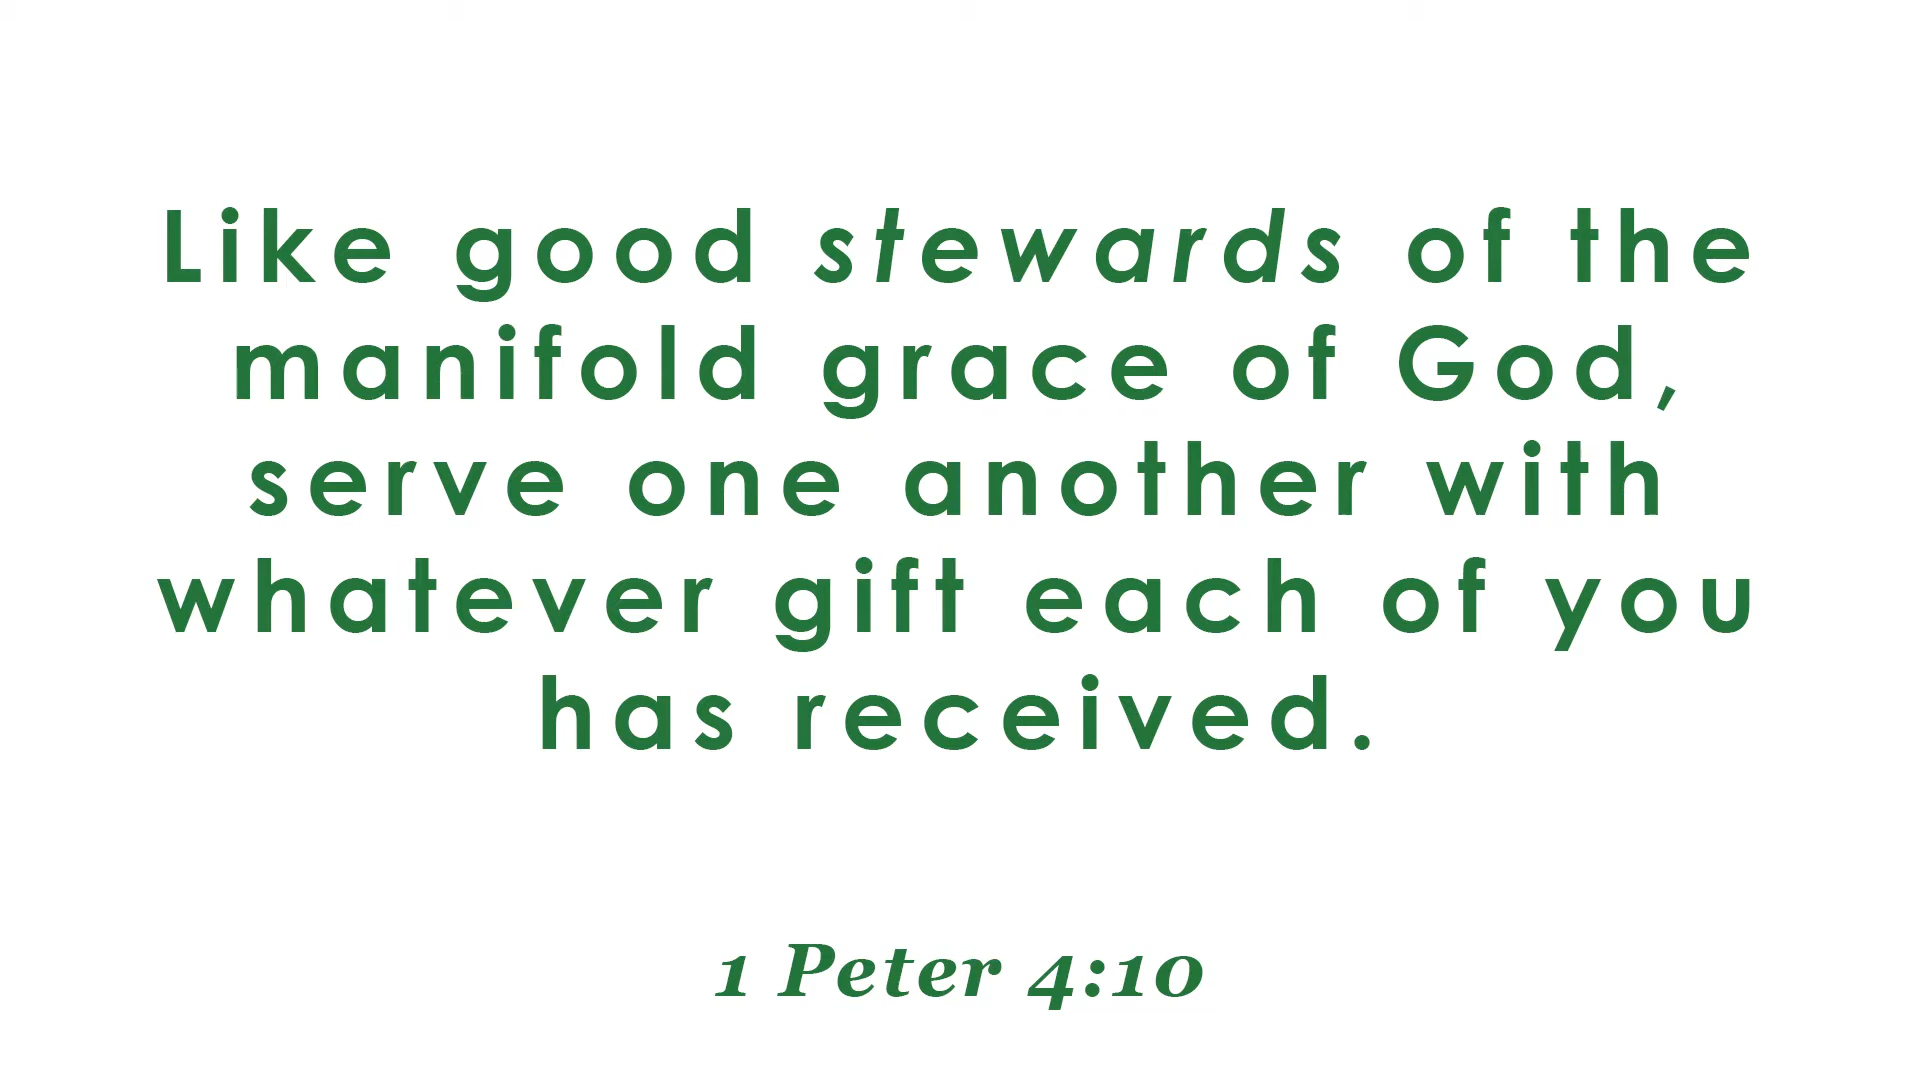 Like good stewards of the
manifold grace of God,
serve one another with
whatever gift each of you
has received.
1 Peter 4:10